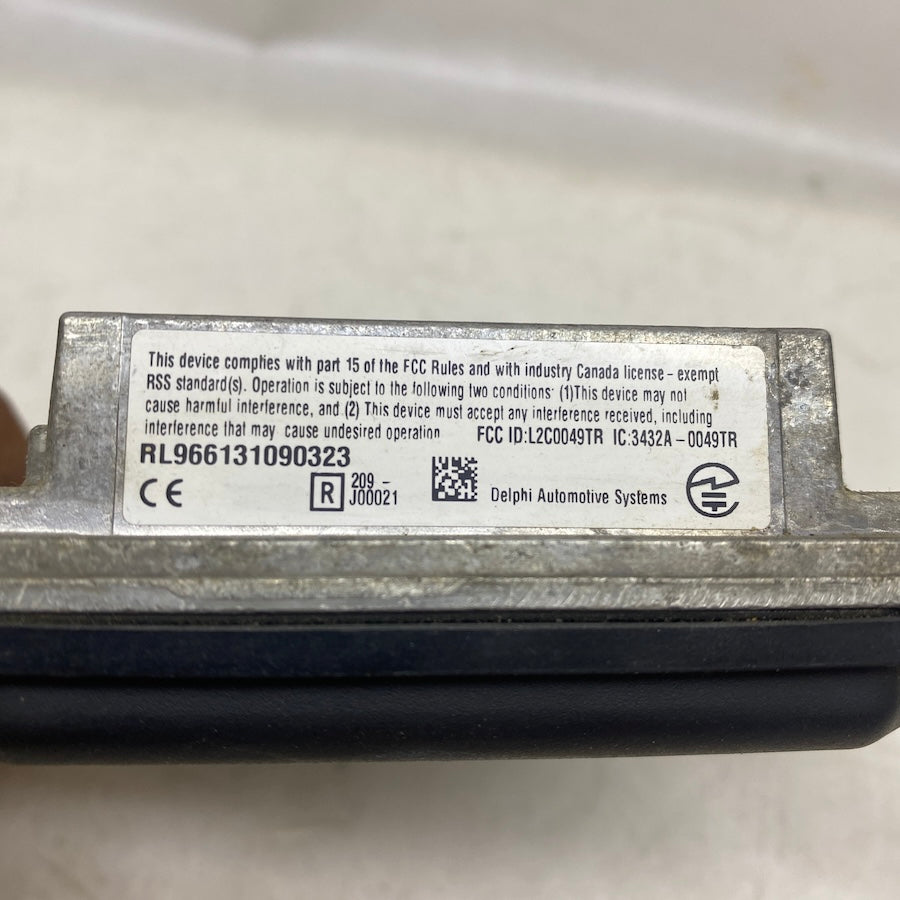 This device complies with part 15 of the FCC Rules and with industry Canada license - exempt
RSS standard(s). Operation is subject to the following two conditions: (1)This device may not
cause harmful interference, and (2) This device must accept any interference received, including
interference that may cause undesired operation FCC ID:L2C0049TR IC:3432A-0049TR
RL966131090323
CE R 209 -
J00021
Delphi Automotive Systems